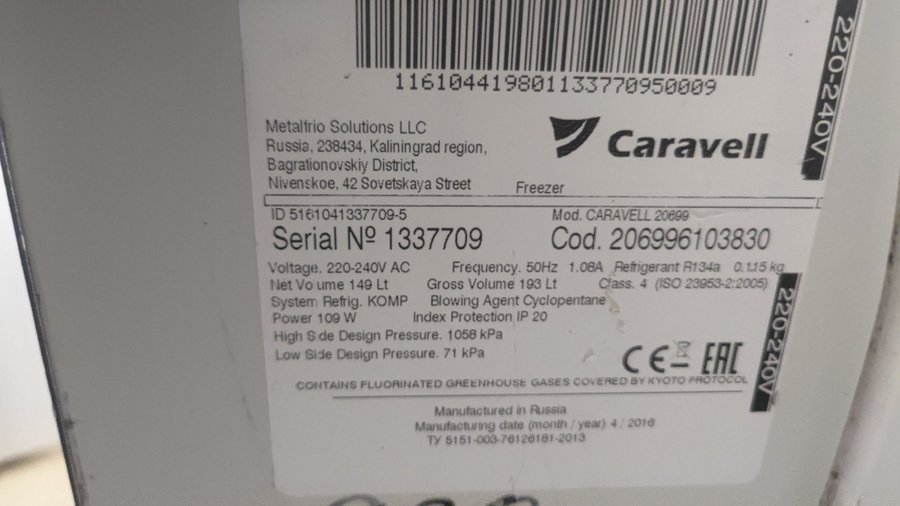 116104419801133770950009
220-240V
Metalfrio Solutions LLC
Russia, 238434, Kaliningrad region,
Bagrationovskiy District,
Nivenskoe, 42 Sovetskaya Street
Caravell
Freezer
ID 5161041337709-5
Mod. CARAVELL 20699
Serial Nº 1337709
Cod. 206996103830
Voltage. 220-240V AC Frequency. 50Hz 1.08A Refrigerant R134a 0.115 kg
Net Volume 149 Lt Gross Volume 193 Lt Class. 4 (ISO 23953-2:2005)
System Refrig. KOMP Blowing Agent Cyclopentane
Power 109 W Index Protection IP 20
High Side Design Pressure. 1058 kPa
Low Side Design Pressure. 71 kPa
CE EAC
220-240V
CONTAINS FLUORINATED GREENHOUSE GASES COVERED BY KYOTO PROTOCOL
Manufactured in Russia
Manufacturing date (month / year) 4 / 2016
ТУ 5151-003-76126181-2013